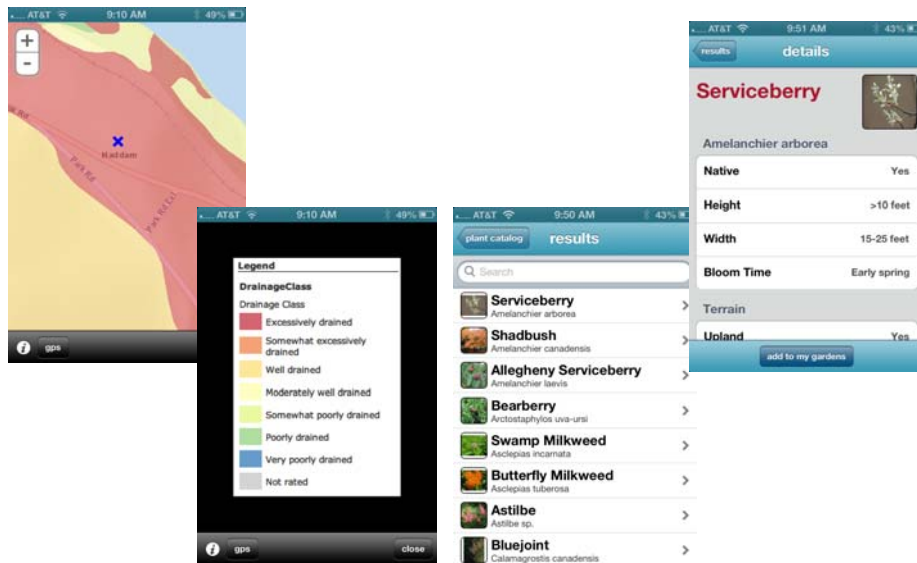 AT&T 9:10 AM 49%
+
-
Park Rd
Park Rd Ext
i gps
AT&T 9:10 AM 49%
Legend
DrainageClass
Drainage Class
Excessively drained
Somewhat excessively
drained
Well drained
Moderately well drained
Somewhat poorly drained
Poorly drained
Very poorly drained
Not rated
i gps close
AT&T 9:50 AM 43%
plant catalog results
Search
Serviceberry
Amelanchier arborea
Shadbush
Amelanchier canadensis
Allegheny Serviceberry
Amelanchier laevis
Bearberry
Arctostaphylos uva-ursi
Swamp Milkweed
Asclepias incarnata
Butterfly Milkweed
Asclepias tuberosa
Astilbe
Astilbe sp.
Bluejoint
Calamagrostis canadensis
AT&T 9:51 AM 43%
results details
Serviceberry
Amelanchier arborea
Native Yes
Height >10 feet
Width 15-25 feet
Bloom Time Early spring
Terrain
Upland Yes
add to my gardens